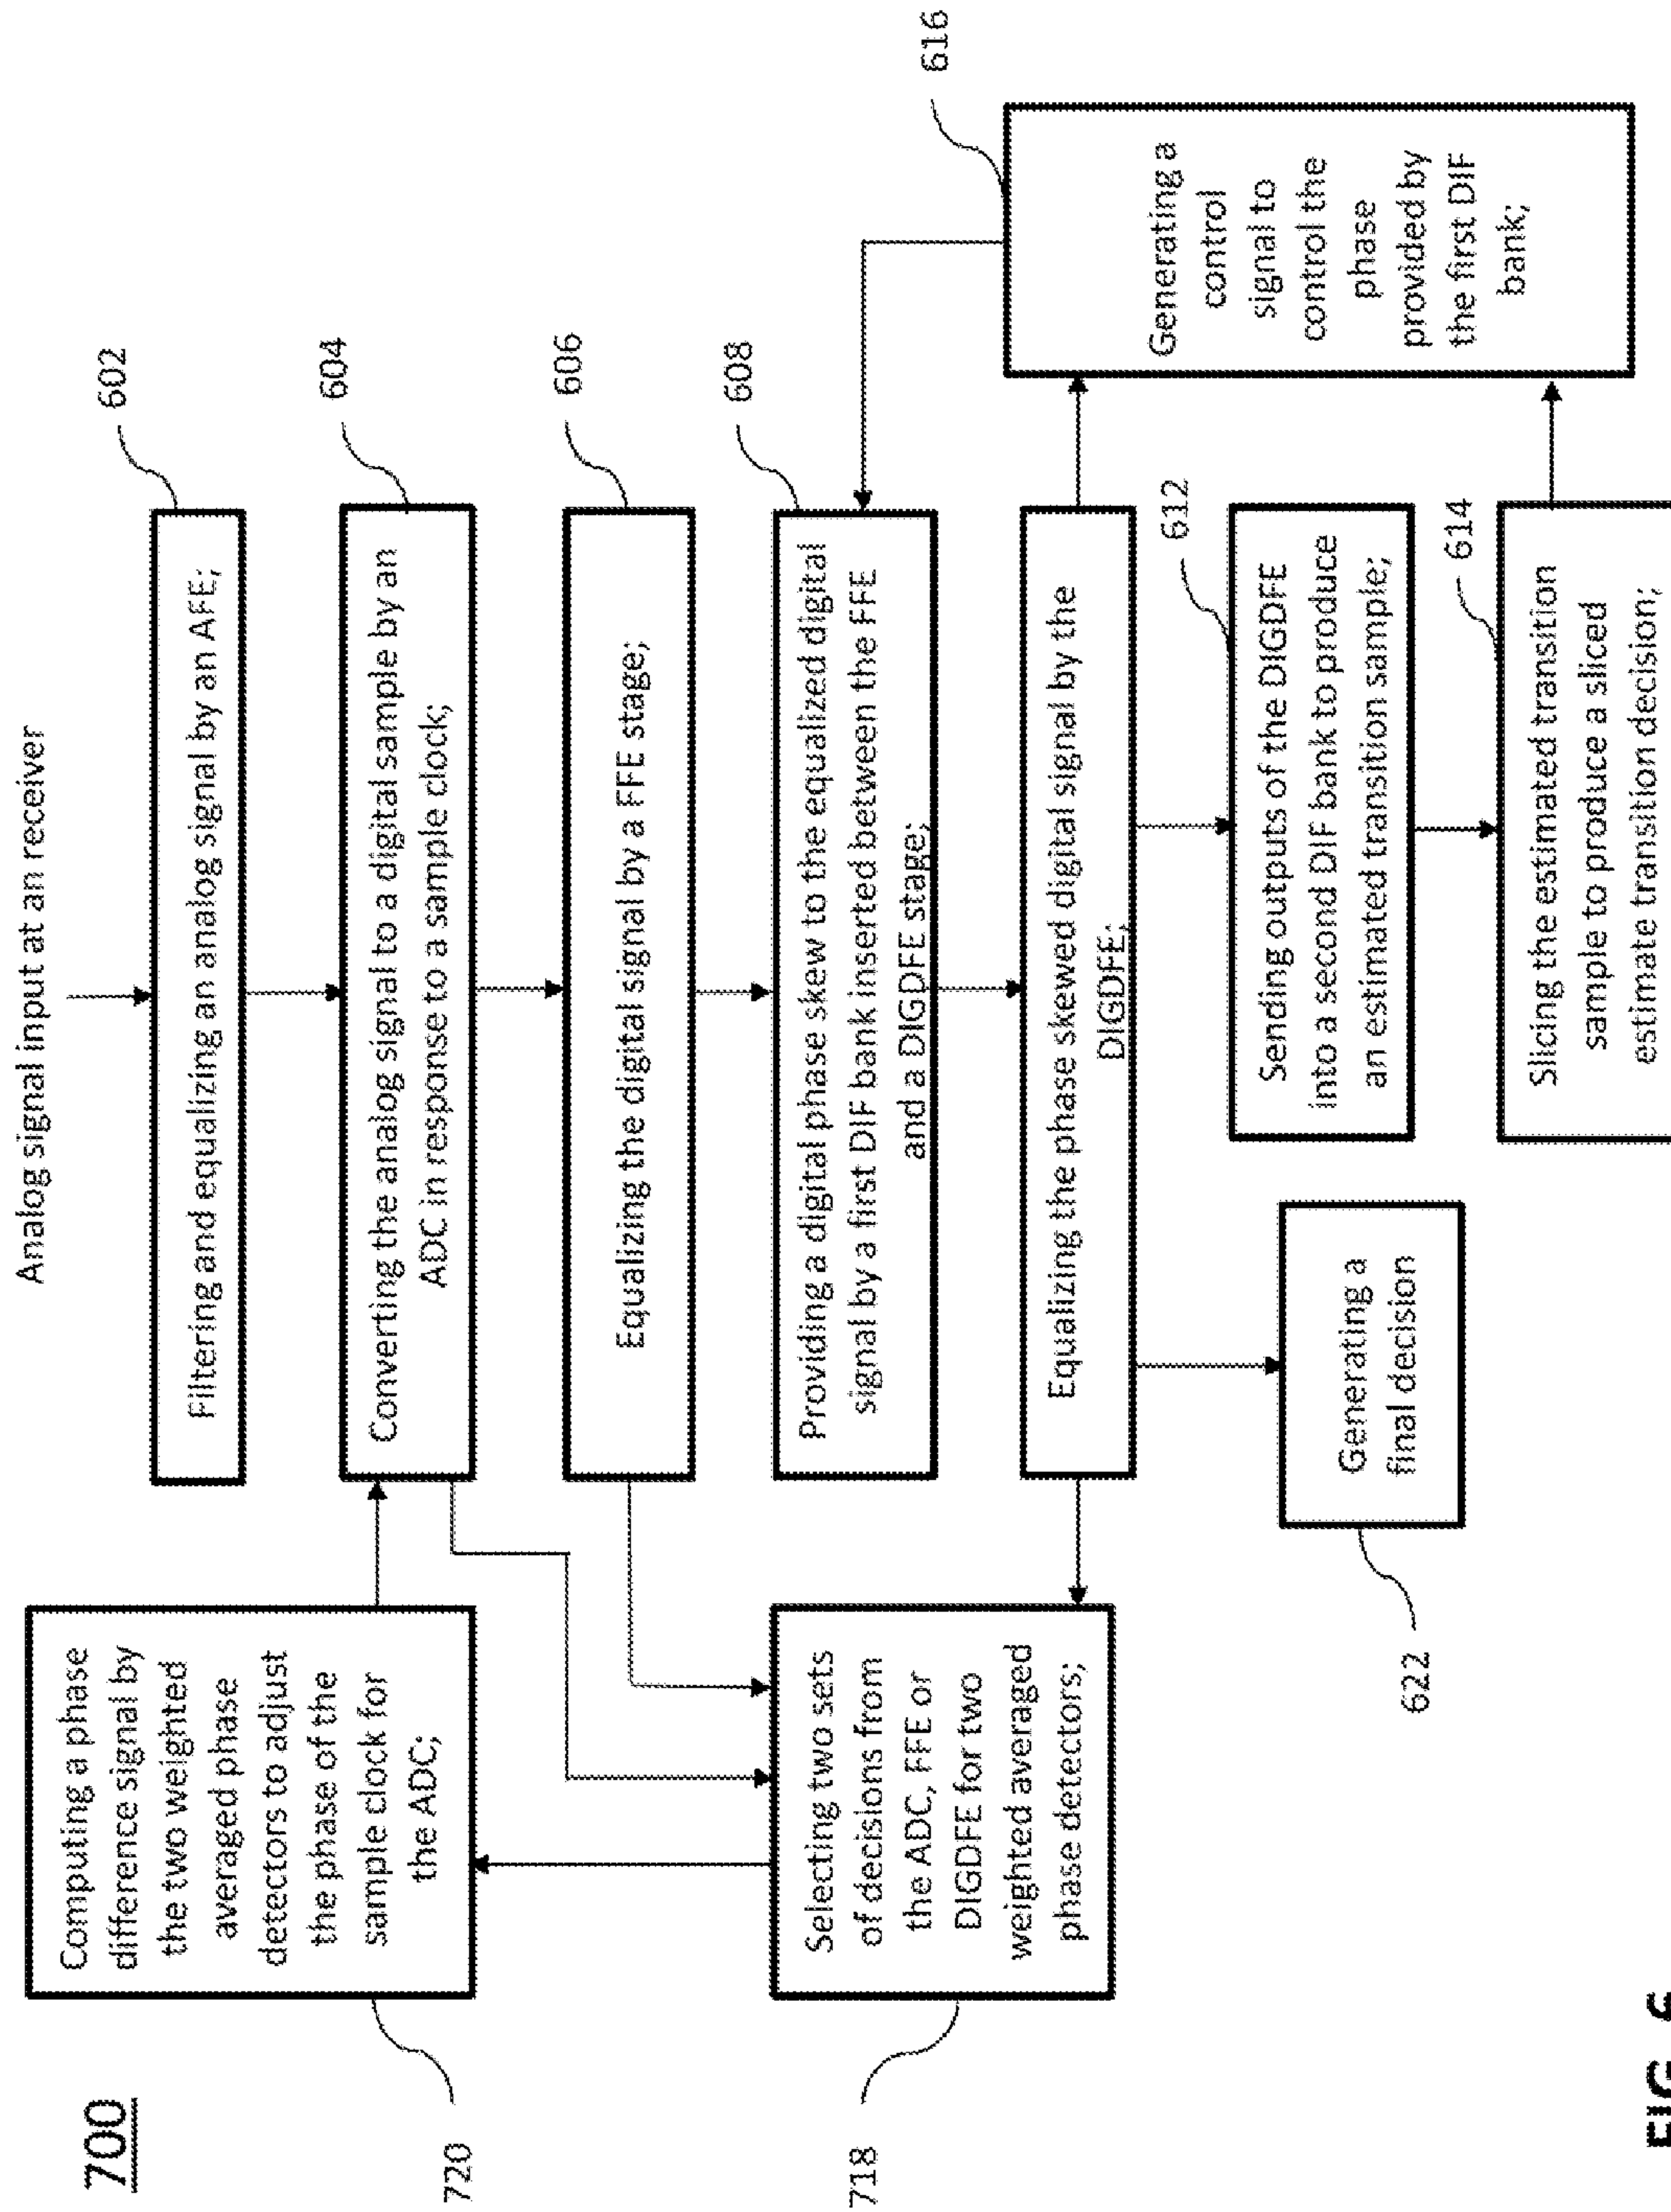 700
Analog signal input at an receiver
602
Filtering and equalizing an analog signal by an AFE;
604
Converting the analog signal to a digital sample by an
ADC in response to a sample clock;
606
Equalizing the digital signal by a FFE stage;
608
Providing a digital phase skew to the equalized digital
signal by a first DIF bank inserted between the FFE
and a DIGDFE stage;
Equalizing the phase skewed digital signal by the
DIGDFE;
612
Sending outputs of the DIGDFE
into a second DIF bank to produce
an estimated transition sample;
614
Slicing the estimated transition
sample to produce a sliced
estimate transition decision;
616
Generating a
control
signal to
control the
phase
provided by
the first DIF
bank;
720
Computing a phase
difference signal by
the two weighted
averaged phase
detectors to adjust
the phase of the
sample clock for
the ADC;
718
Selecting two sets
of decisions from
the ADC, FFE or
DIGDFE for two
weighted averaged
phase detectors;
622
Generating a
final decision
FIG.